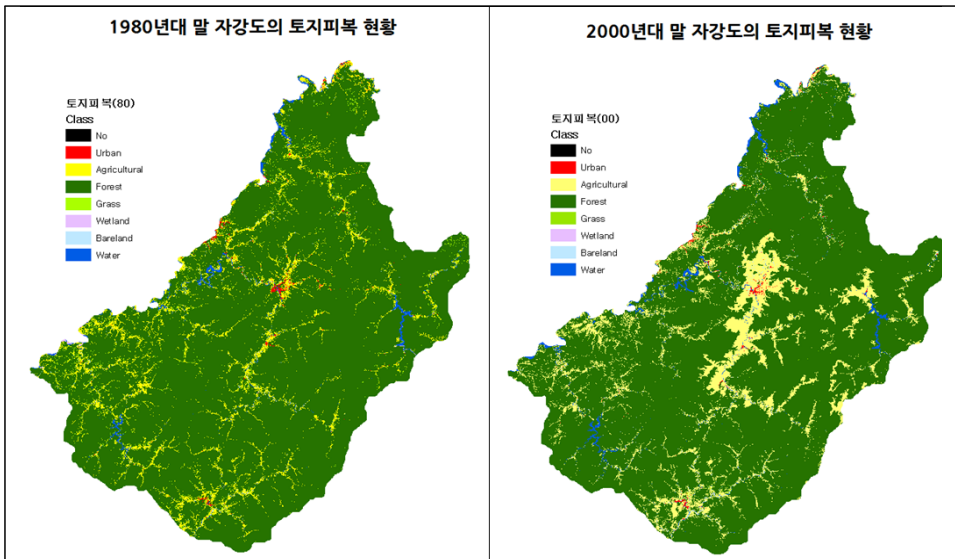 1980년대 말 자강도의 토지피복 현황
토지피복(80)
Class
No
Urban
Agricultural
Forest
Grass
Wetland
Bareland
Water
2000년대 말 자강도의 토지피복 현황
토지피복(00)
Class
No
Urban
Agricultural
Forest
Grass
Wetland
Bareland
Water